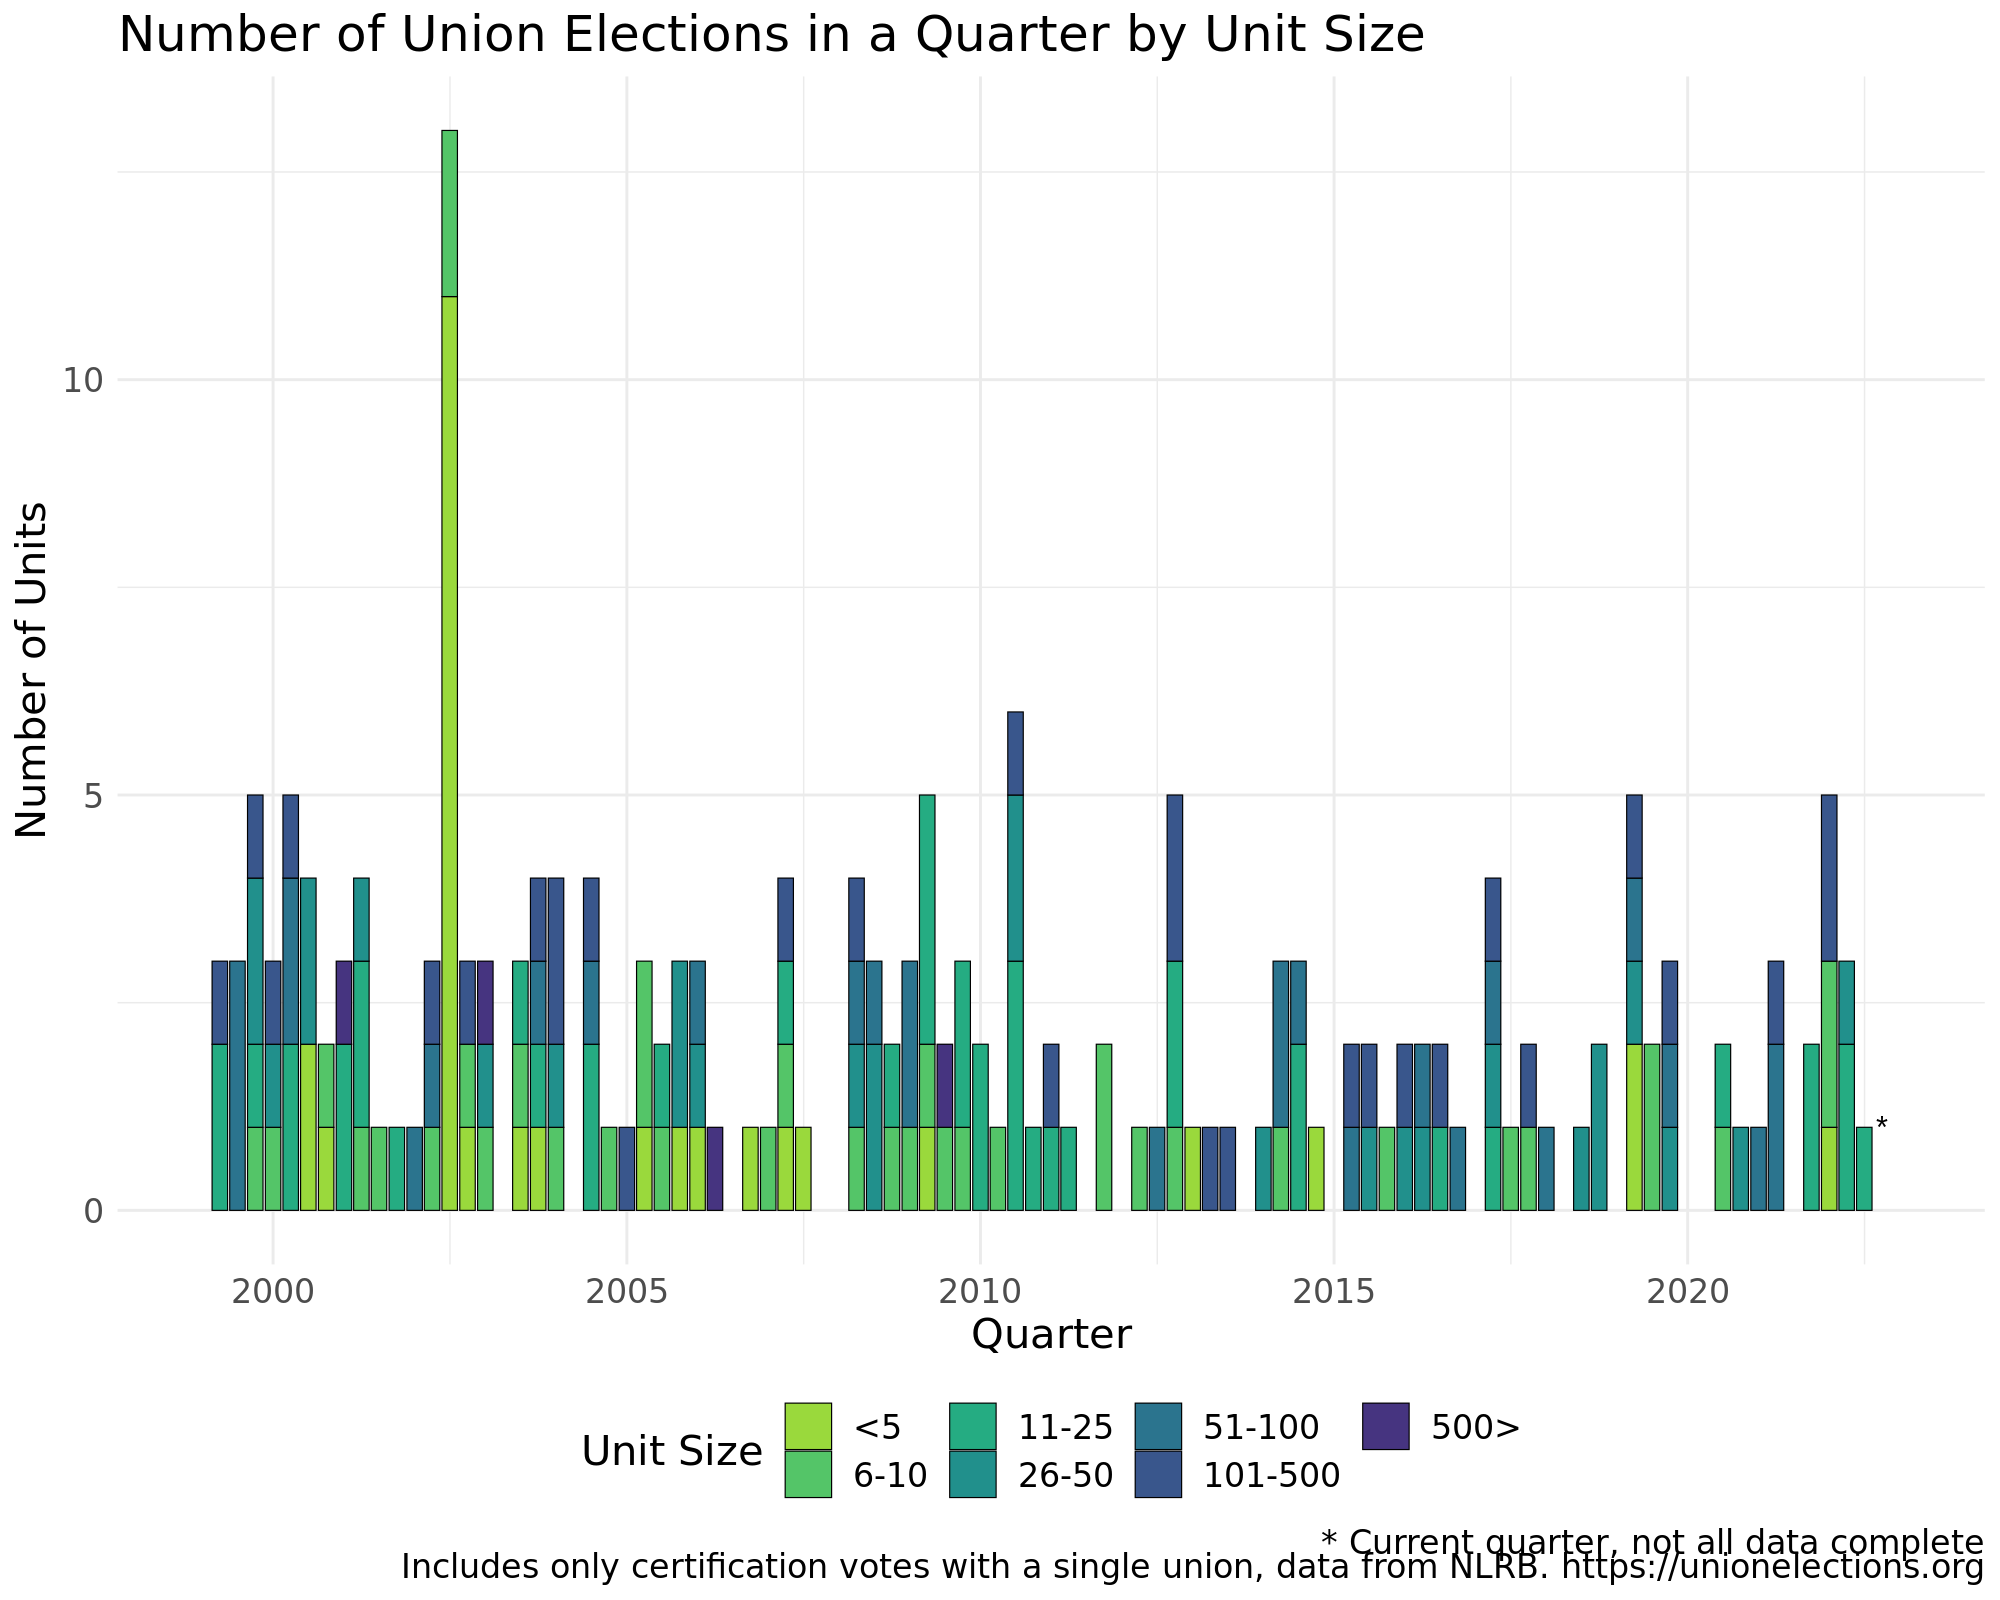 Number of Union Elections in a Quarter by Unit Size
Number of Units
10
5
0
*
2000 2005 2010 2015 2020
Quarter
Unit Size
<5 11-25 51-100 500>
6-10 26-50 101-500
* Current quarter, not all data complete
Includes only certification votes with a single union, data from NLRB. https://unionelections.org